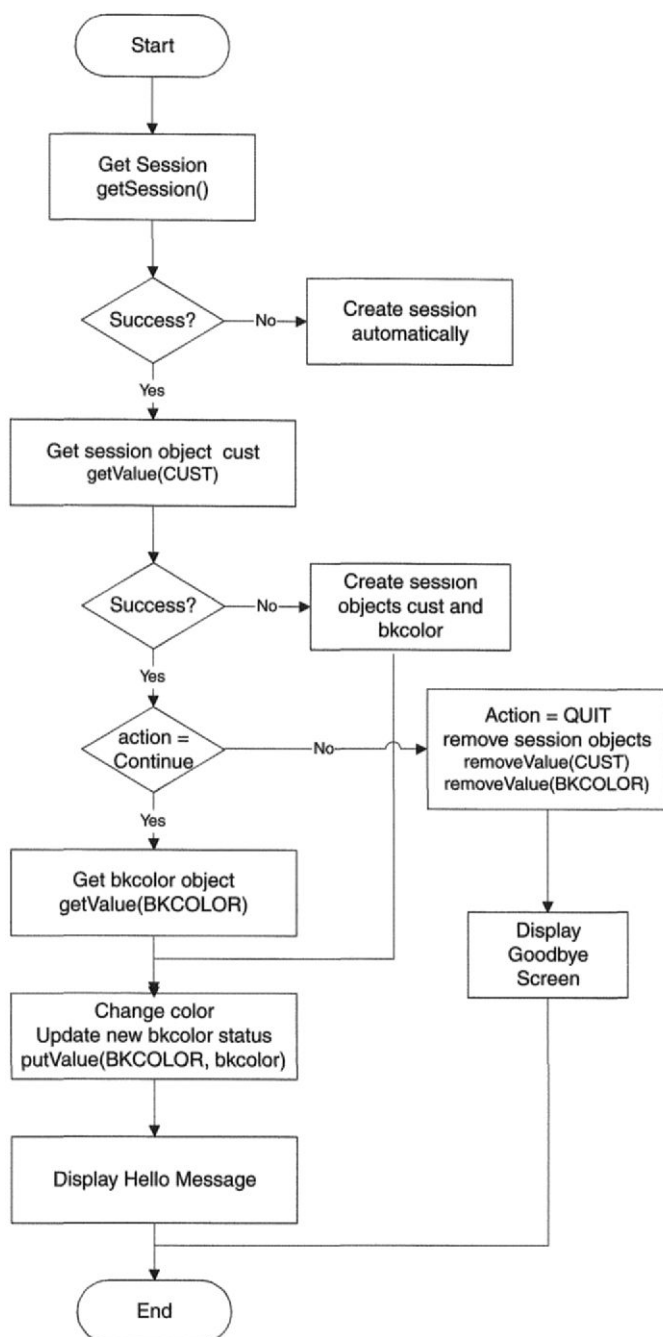 Start
Get Session
getSession()
Success?
No
Create session
automatically
Yes
Get session object cust
getValue(CUST)
Success?
No
Create session
objects cust and
bkcolor
Yes
action =
Continue
No
Action = QUIT
remove session objects
removeValue(CUST)
removeValue(BKCOLOR)
Yes
Get bkcolor object
getValue(BKCOLOR)
Display
Goodbye
Screen
Change color
Update new bkcolor status
putValue(BKCOLOR, bkcolor)
Display Hello Message
End